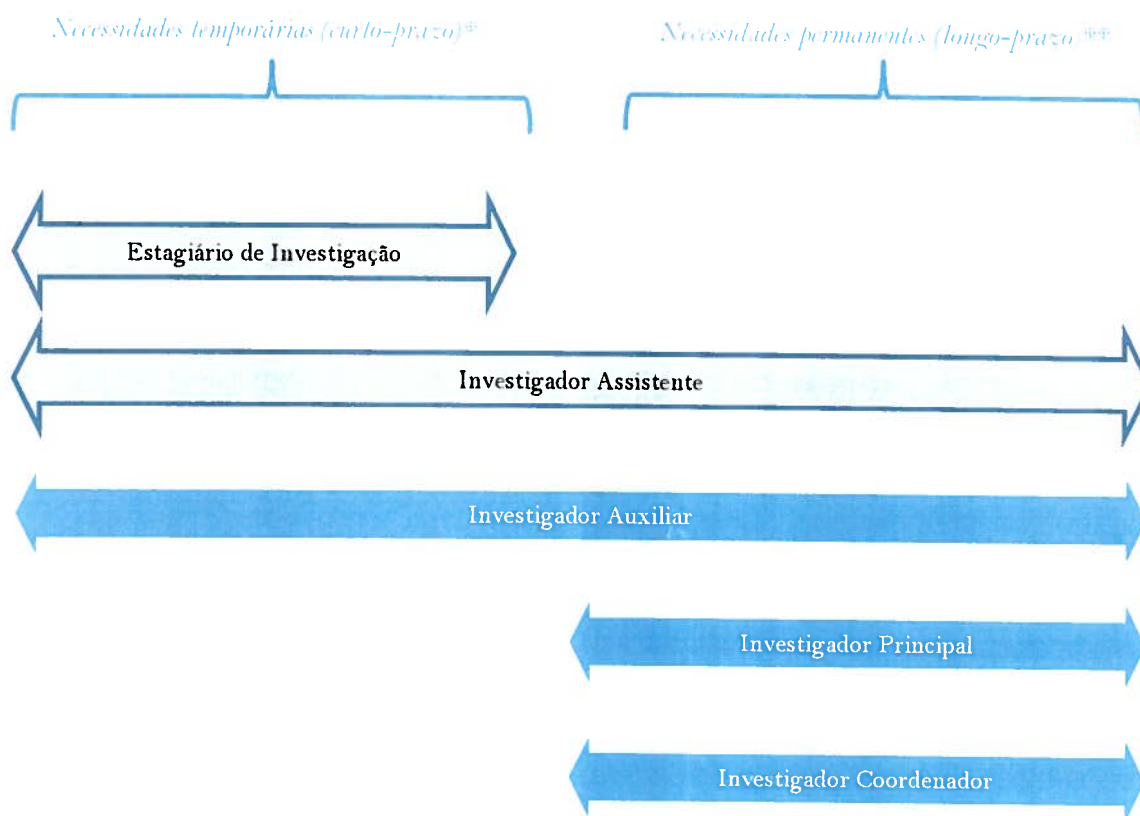 Necessidades temporárias (curto-prazo)*
Necessidades permanentes (longo-prazo **
Estagiário de Investigação
Investigador Assistente
Investigador Auxiliar
Investigador Principal
Investigador Coordenador